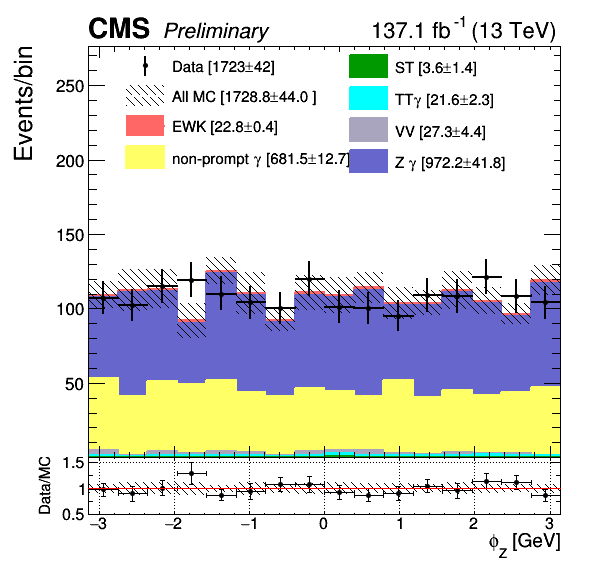 CMS Preliminary 137.1 fb⁻¹ (13 TeV)
Events/bin
250
200
150
100
50
Data [1723±42]
All MC [1728.8±44.0 ]
EWK [22.8±0.4]
non-prompt γ [681.5±12.7]
ST [3.6±1.4]
TTγ [21.6±2.3]
VV [27.3±4.4]
Z γ [972.2±41.8]
Data/MC
1.5
1
0.5
−3 −2 −1 0 1 2 3
ϕ_Z [GeV]